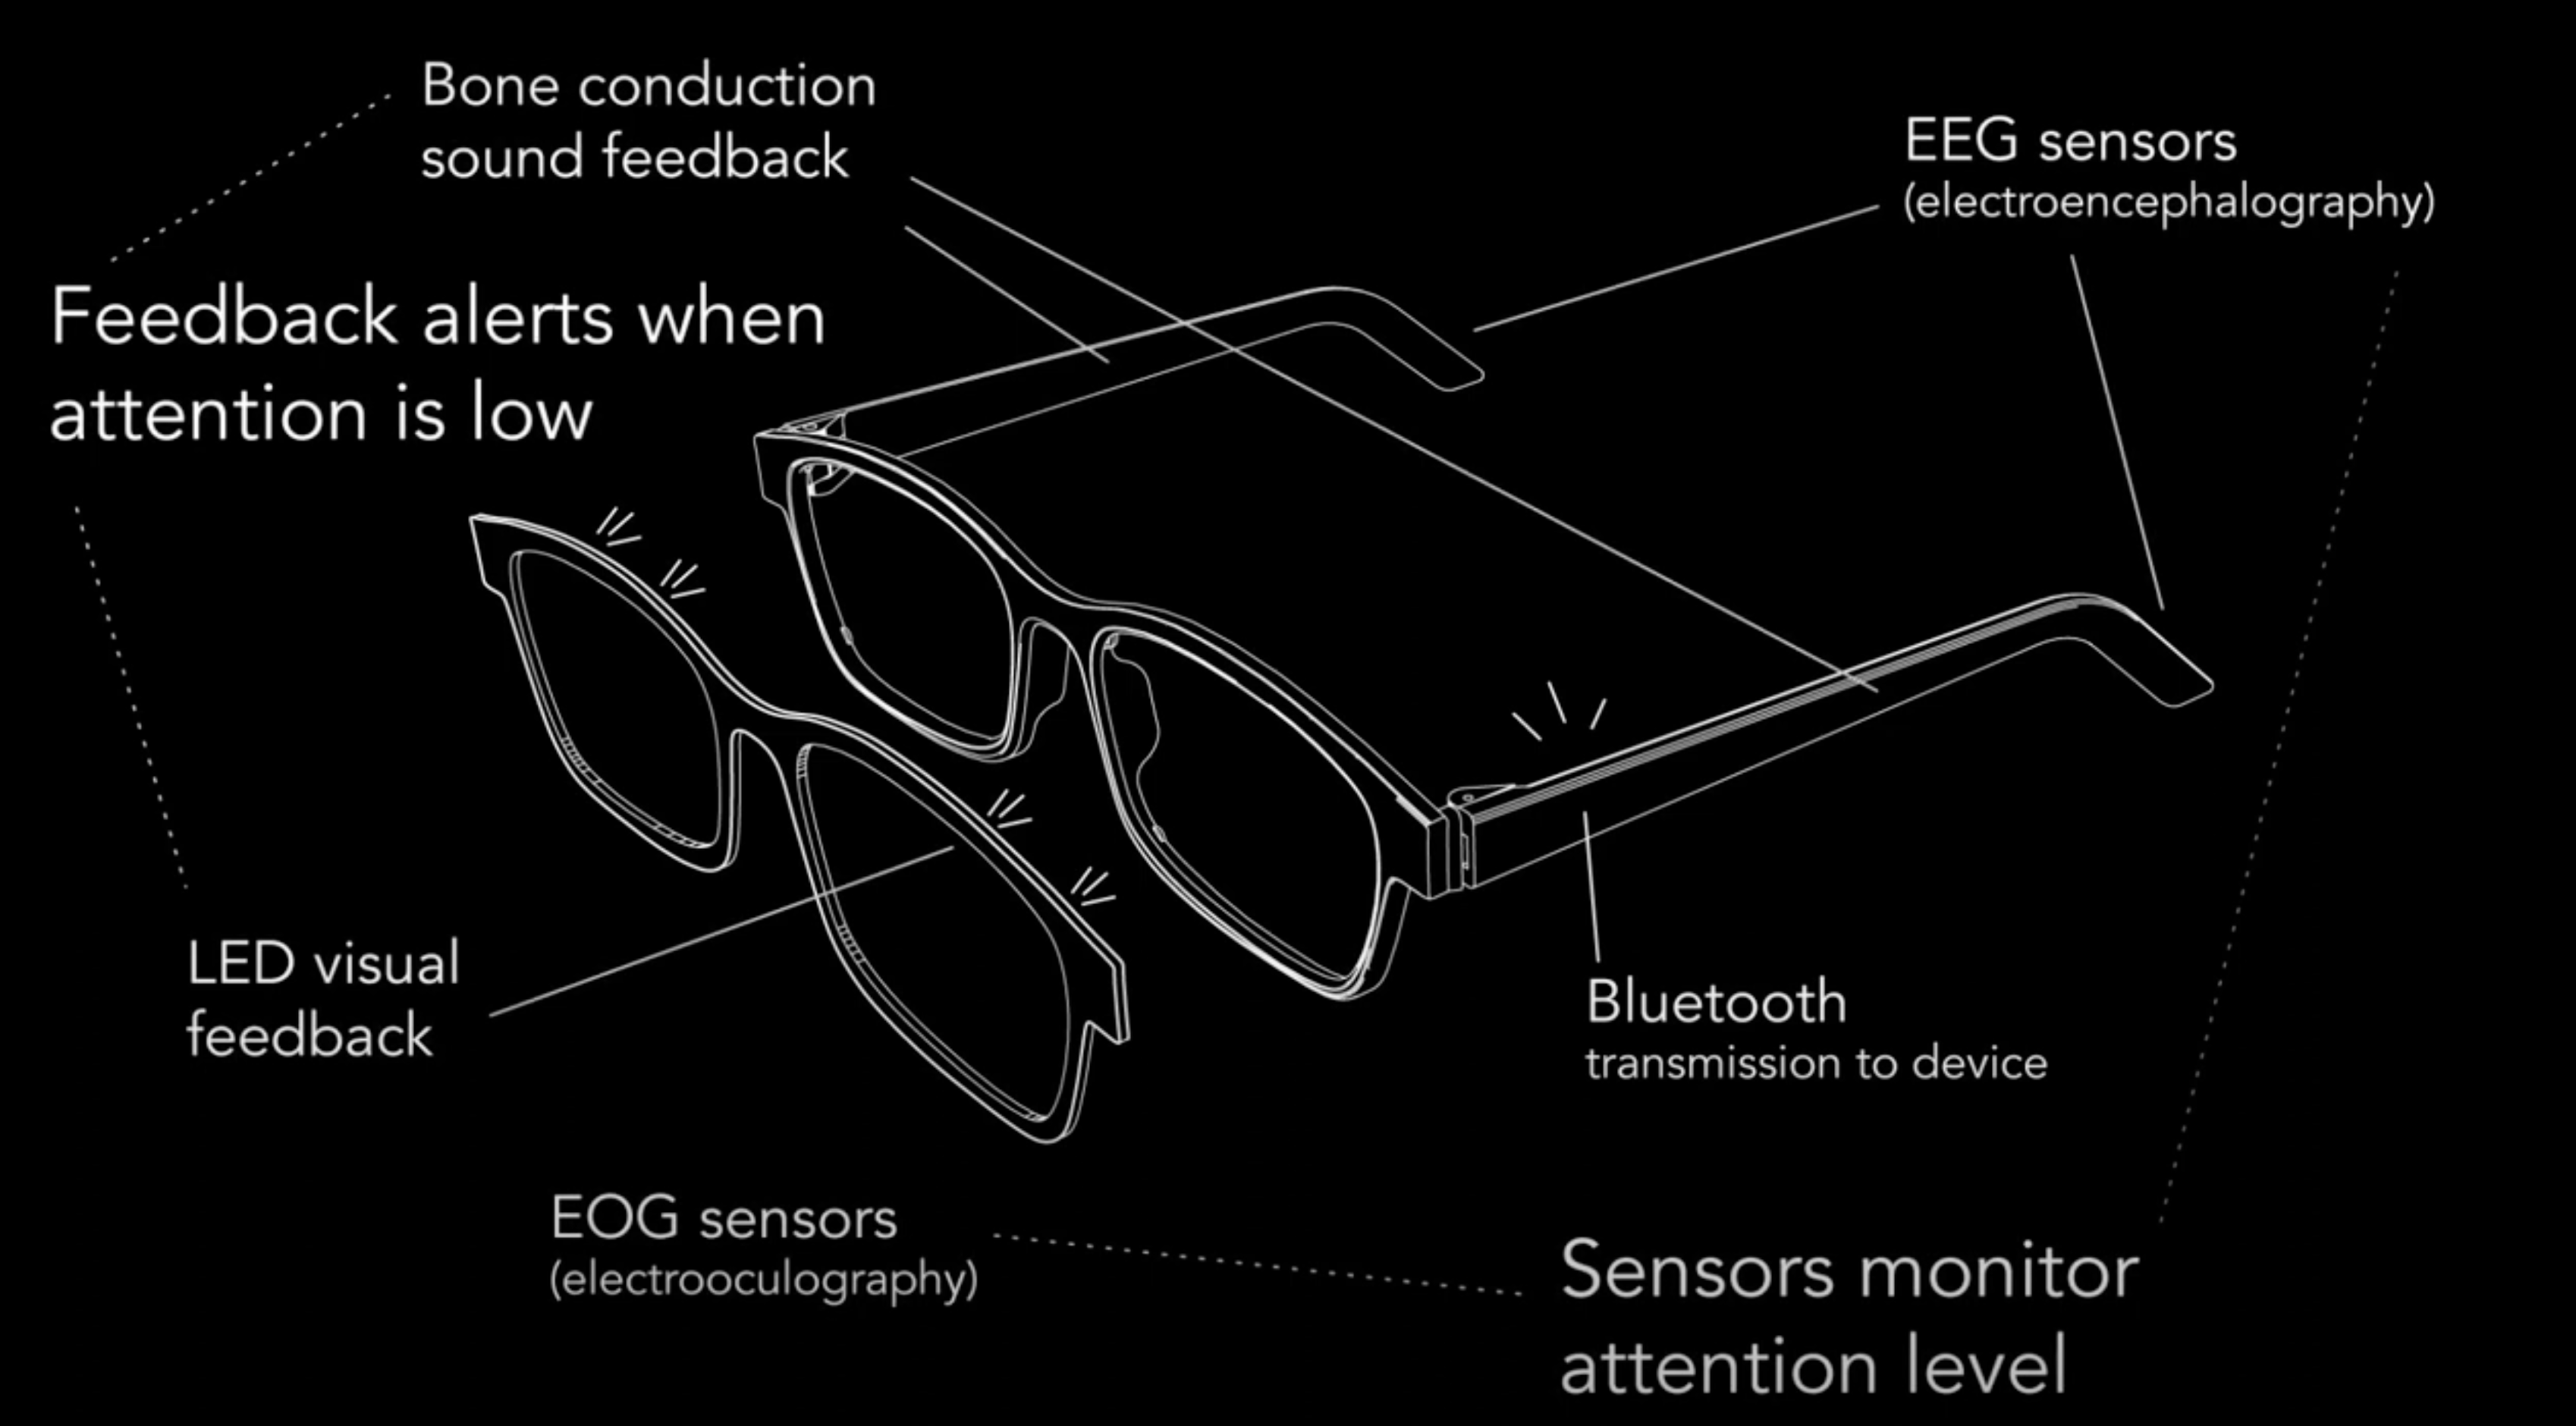 Bone conduction
sound feedback
EEG sensors
(electroencephalography)
Feedback alerts when
attention is low
LED visual
feedback
Bluetooth
transmission to device
EOG sensors
(electrooculography)
Sensors monitor
attention level